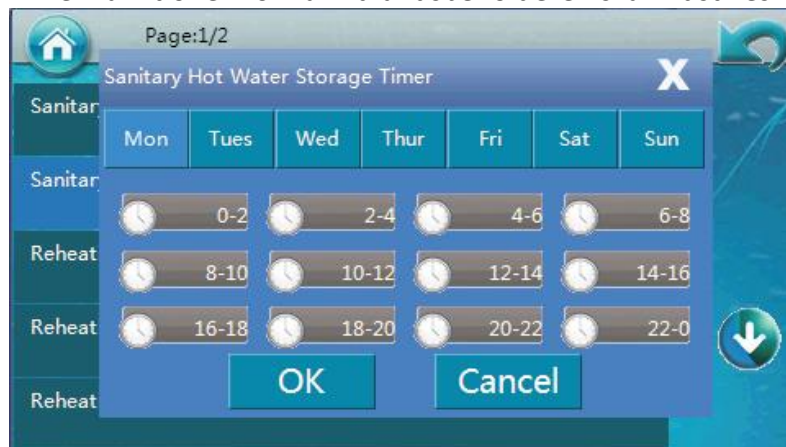 Page:1/2
Sanitary Hot Water Storage Timer X
Sanitar
Mon Tues Wed Thur Fri Sat Sun
Sanitar
0-2 2-4 4-6 6-8
Reheat
8-10 10-12 12-14 14-16
Reheat
16-18 18-20 20-22 22-0
OK Cancel
Reheat